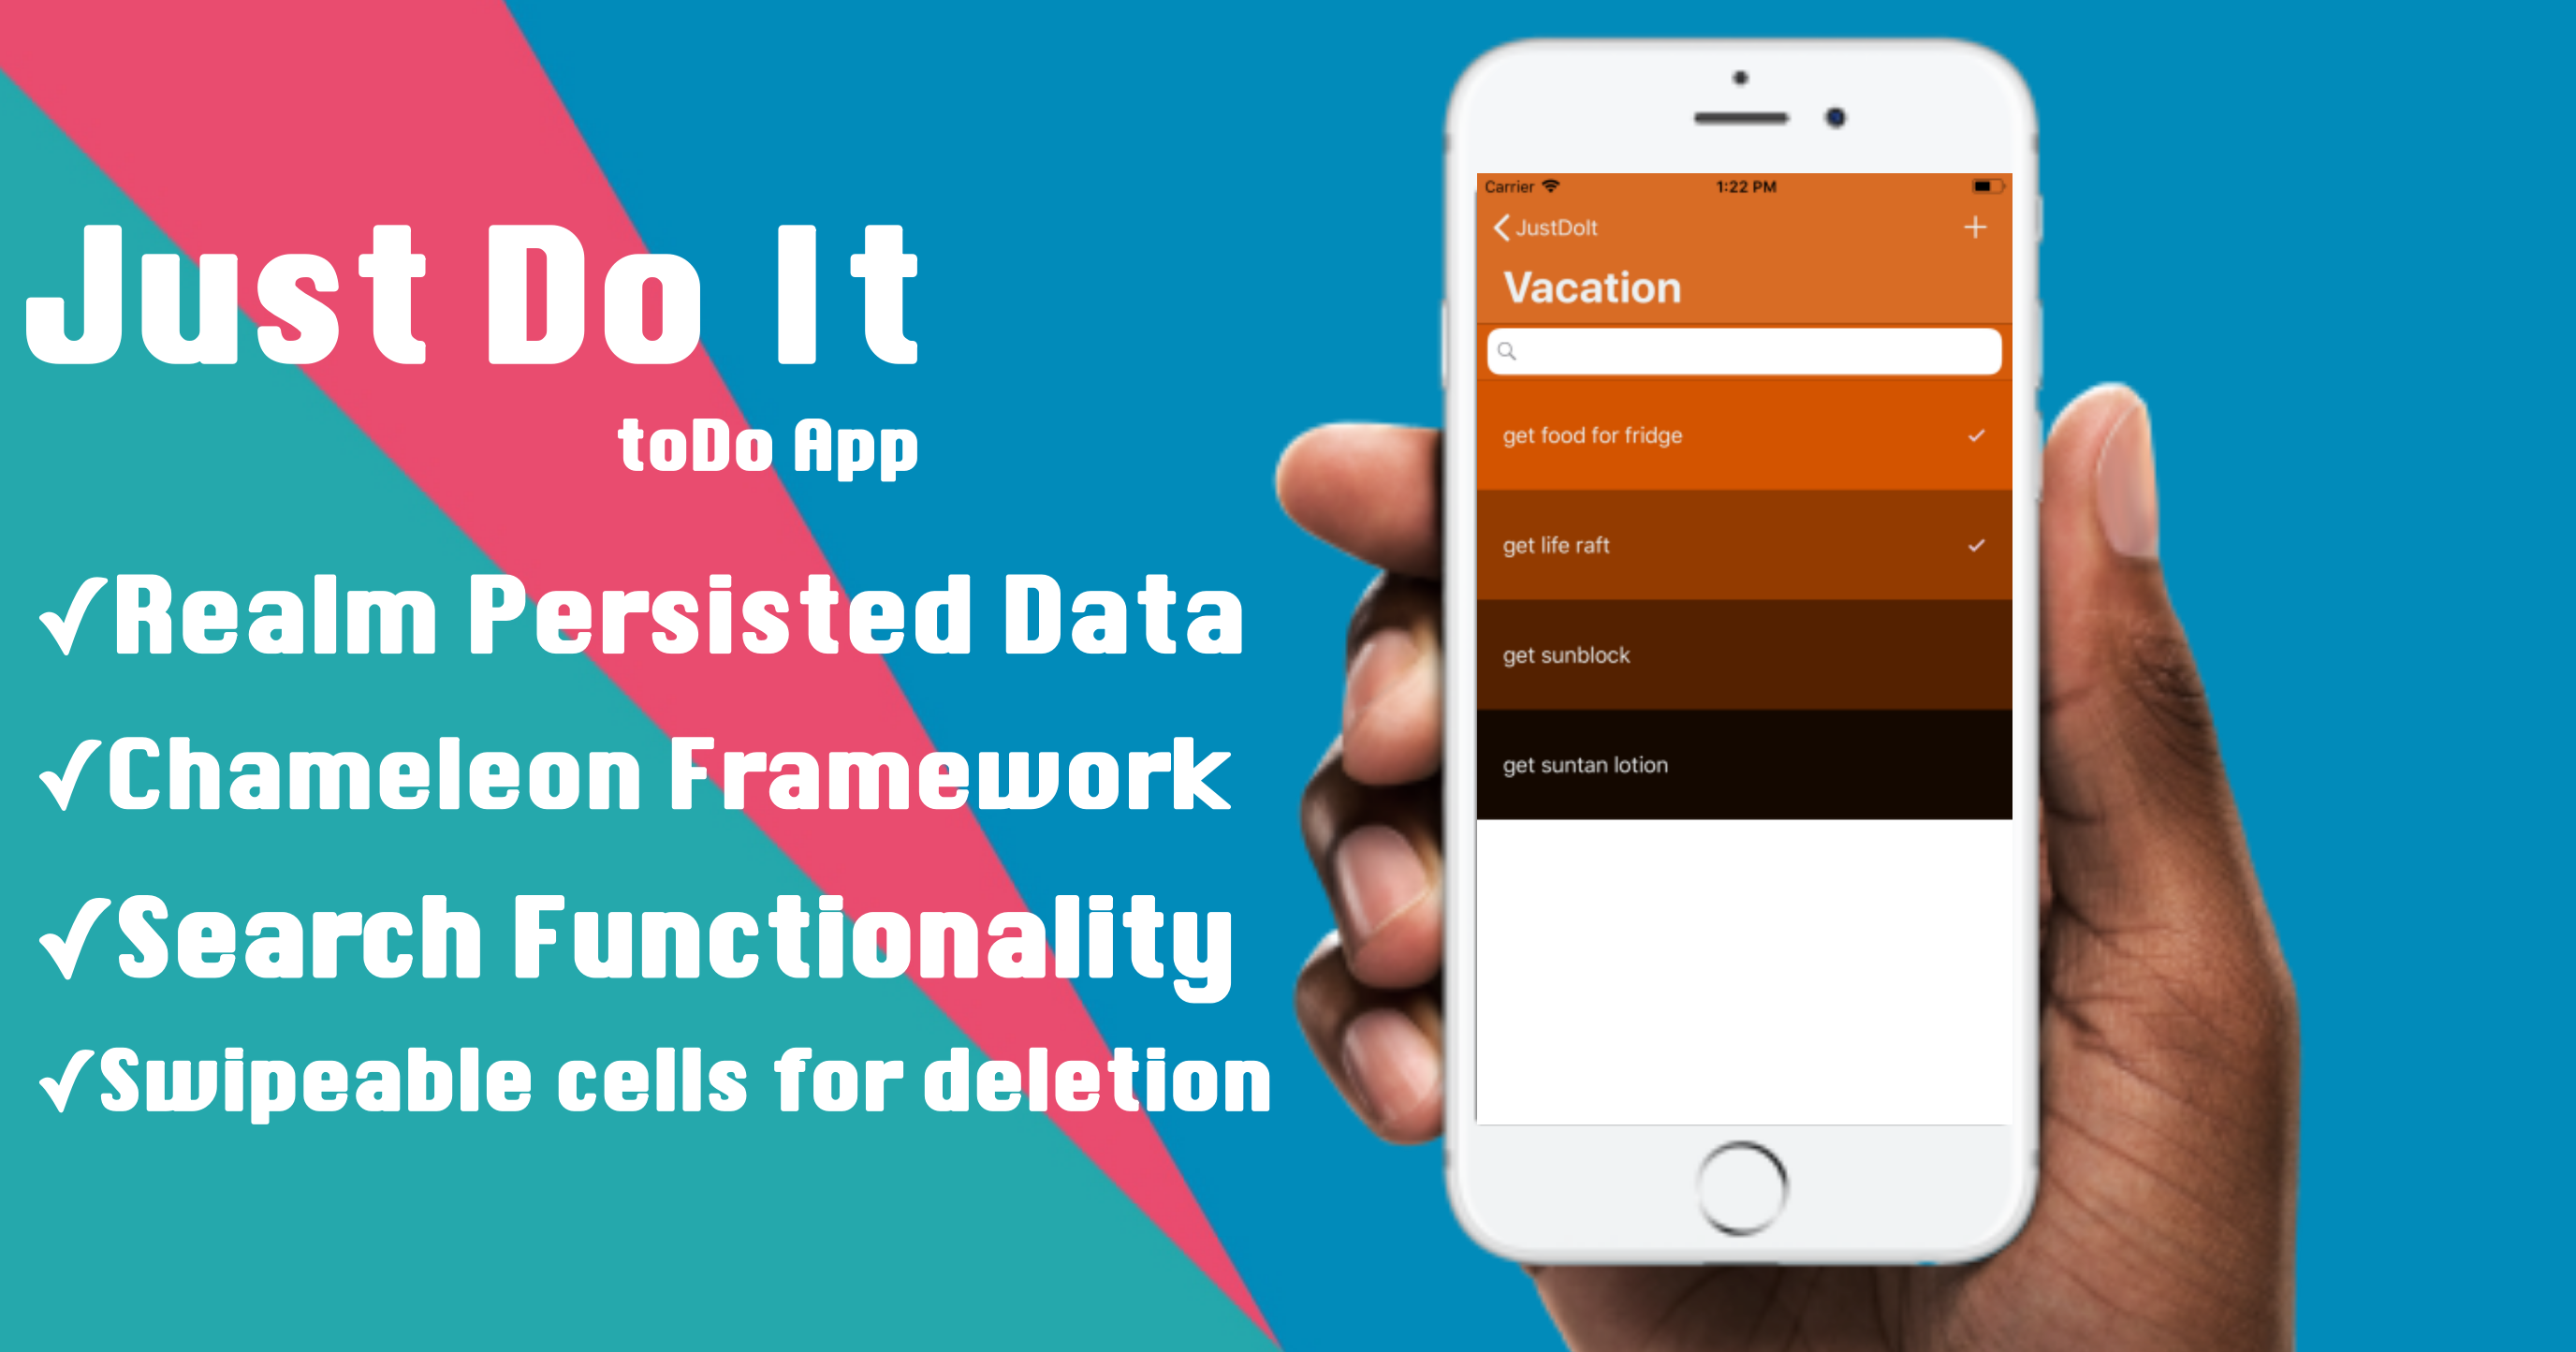 Just Do It
toDo App
✓Realm Persisted Data
✓Chameleon Framework
✓Search Functionality
✓Swipeable cells for deletion
Carrier 1:22 PM
JustDoIt +
Vacation
get food for fridge ✓
get life raft ✓
get sunblock
get suntan lotion